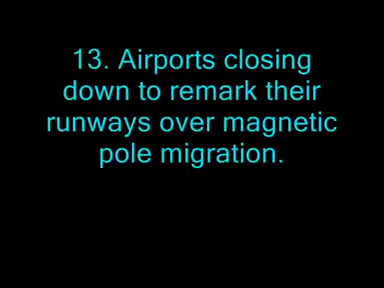 13. Airports closing
down to remark their
runways over magnetic
pole migration.